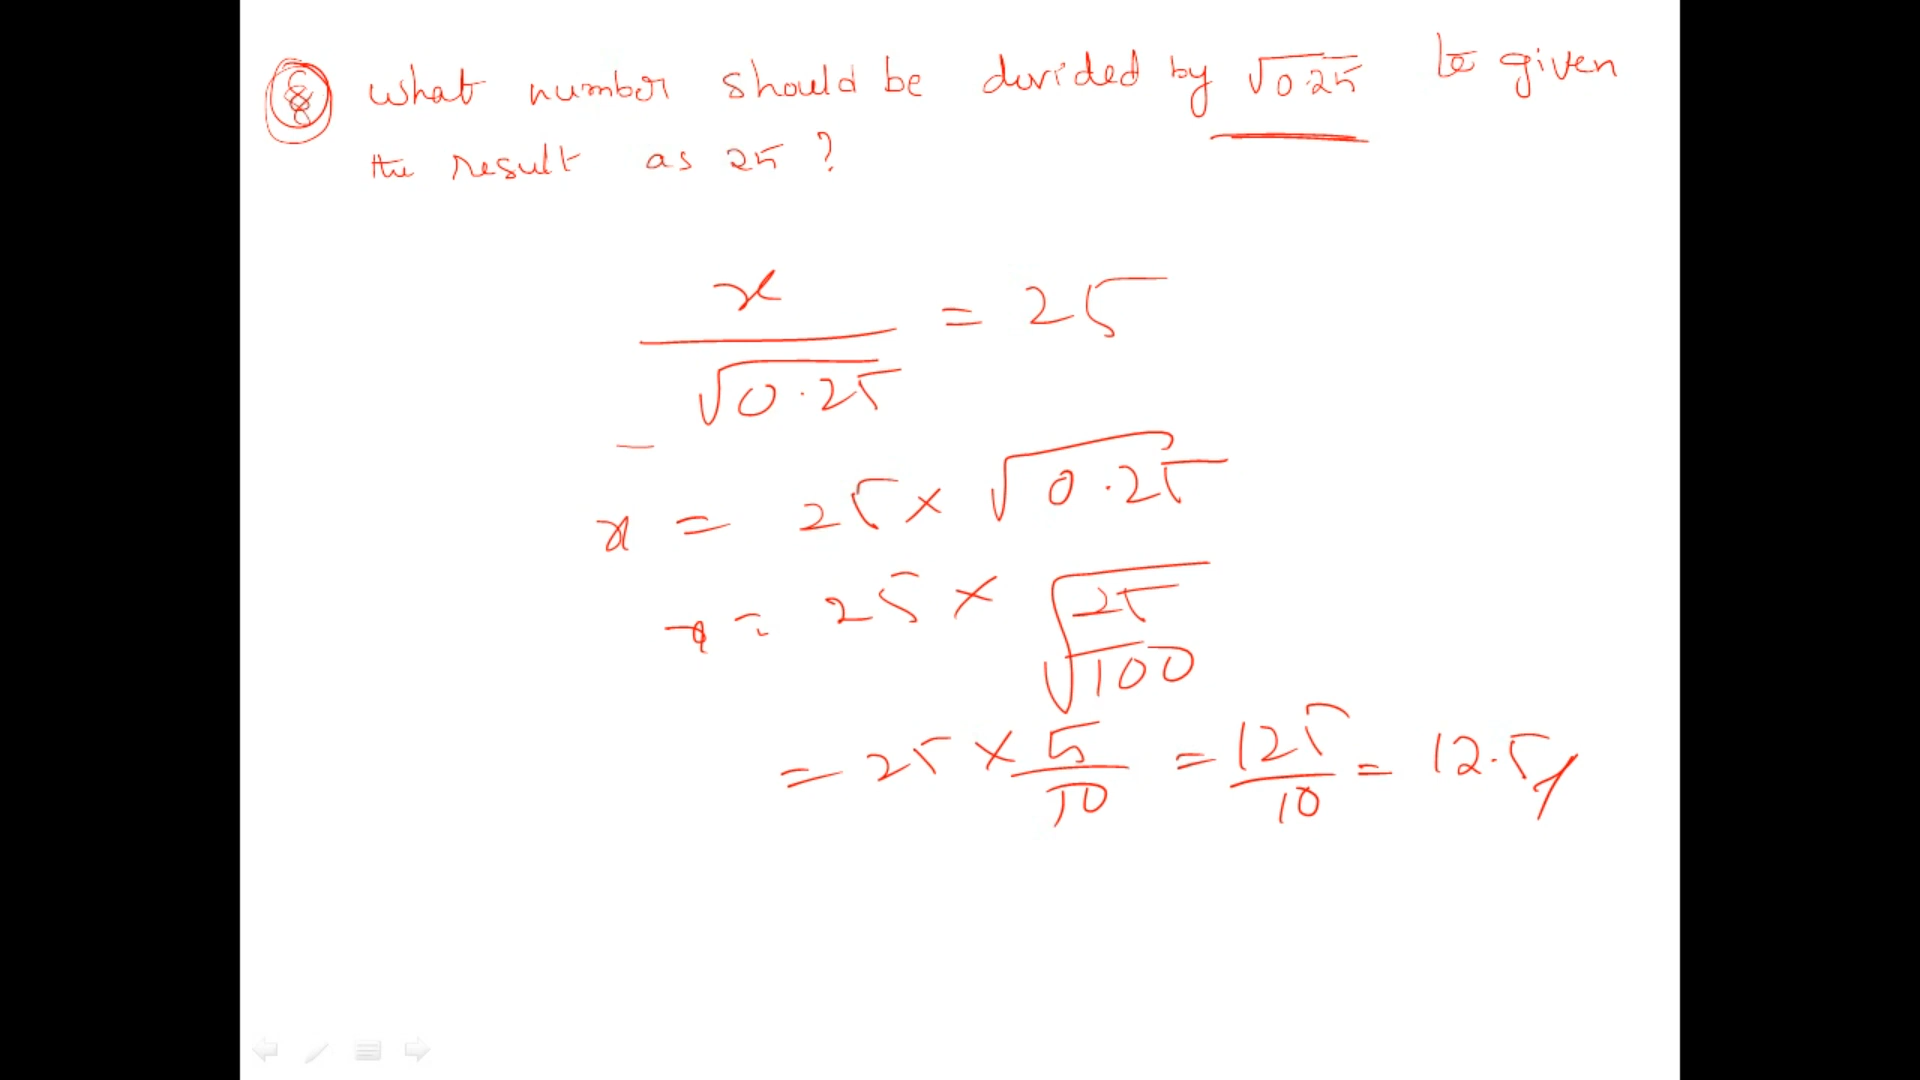 8 what number should be divided by √0.25 to given
the result as 25 ?
x / √0.25 = 25
x = 25 × √0.25
x = 25 × √25 / √100
= 25 × 5/10 = 125/10 = 12.5